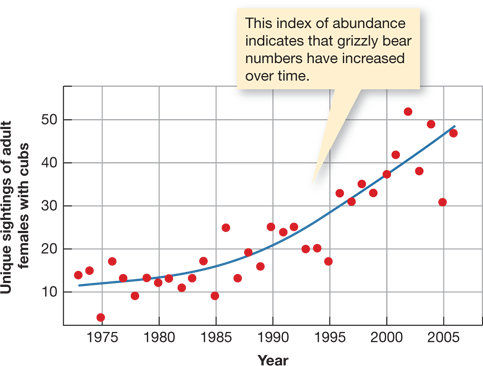 This index of abundance
indicates that grizzly bear
numbers have increased
over time.
Unique sightings of adult
females with cubs
50
40
30
20
10
1975 1980 1985 1990 1995 2000 2005
Year